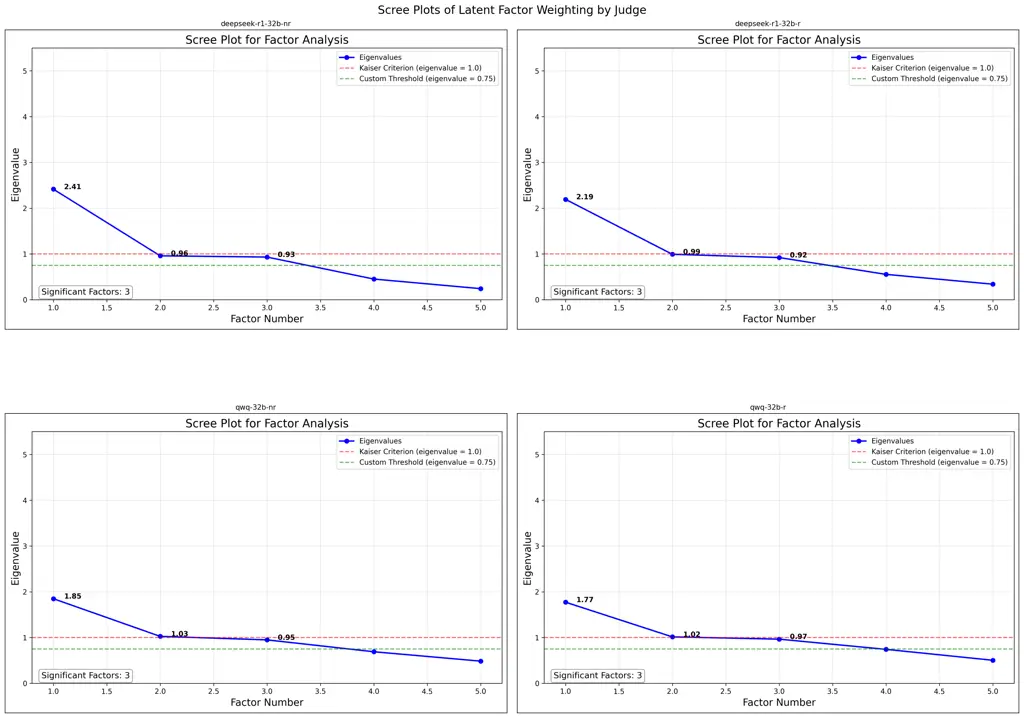 Scree Plots of Latent Factor Weighting by Judge
deepseek-r1-32b-nr
Scree Plot for Factor Analysis
Eigenvalues
Kaiser Criterion (eigenvalue = 1.0)
Custom Threshold (eigenvalue = 0.75)
5
4
3
2
1
0
Eigenvalue
2.41
0.96
0.93
Significant Factors: 3
1.0 1.5 2.0 2.5 3.0 3.5 4.0 4.5 5.0
Factor Number
deepseek-r1-32b-r
Scree Plot for Factor Analysis
Eigenvalues
Kaiser Criterion (eigenvalue = 1.0)
Custom Threshold (eigenvalue = 0.75)
5
4
3
2
1
0
Eigenvalue
2.19
0.99
0.92
Significant Factors: 3
1.0 1.5 2.0 2.5 3.0 3.5 4.0 4.5 5.0
Factor Number
qwq-32b-nr
Scree Plot for Factor Analysis
Eigenvalues
Kaiser Criterion (eigenvalue = 1.0)
Custom Threshold (eigenvalue = 0.75)
5
4
3
2
1
0
Eigenvalue
1.85
1.03
0.95
Significant Factors: 3
1.0 1.5 2.0 2.5 3.0 3.5 4.0 4.5 5.0
Factor Number
qwq-32b-r
Scree Plot for Factor Analysis
Eigenvalues
Kaiser Criterion (eigenvalue = 1.0)
Custom Threshold (eigenvalue = 0.75)
5
4
3
2
1
0
Eigenvalue
1.77
1.02
0.97
Significant Factors: 3
1.0 1.5 2.0 2.5 3.0 3.5 4.0 4.5 5.0
Factor Number